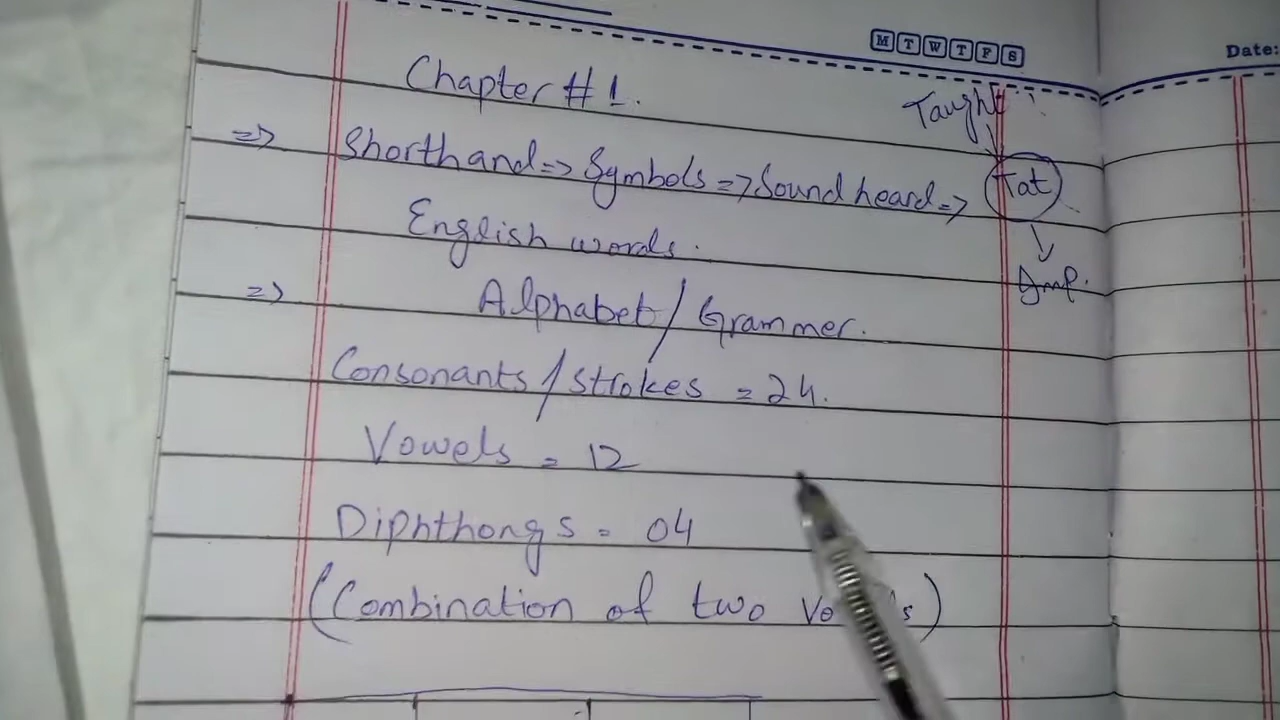 M T W T F S
Date:
Chapter # 1.
Taught
=> Shorthand => Symbols => Sound heard => Tat
English words.
Imp.
=> Alphabet / Grammer.
Consonants / strokes = 24.
Vowels = 12
Diphthongs = 04
(Combination of two